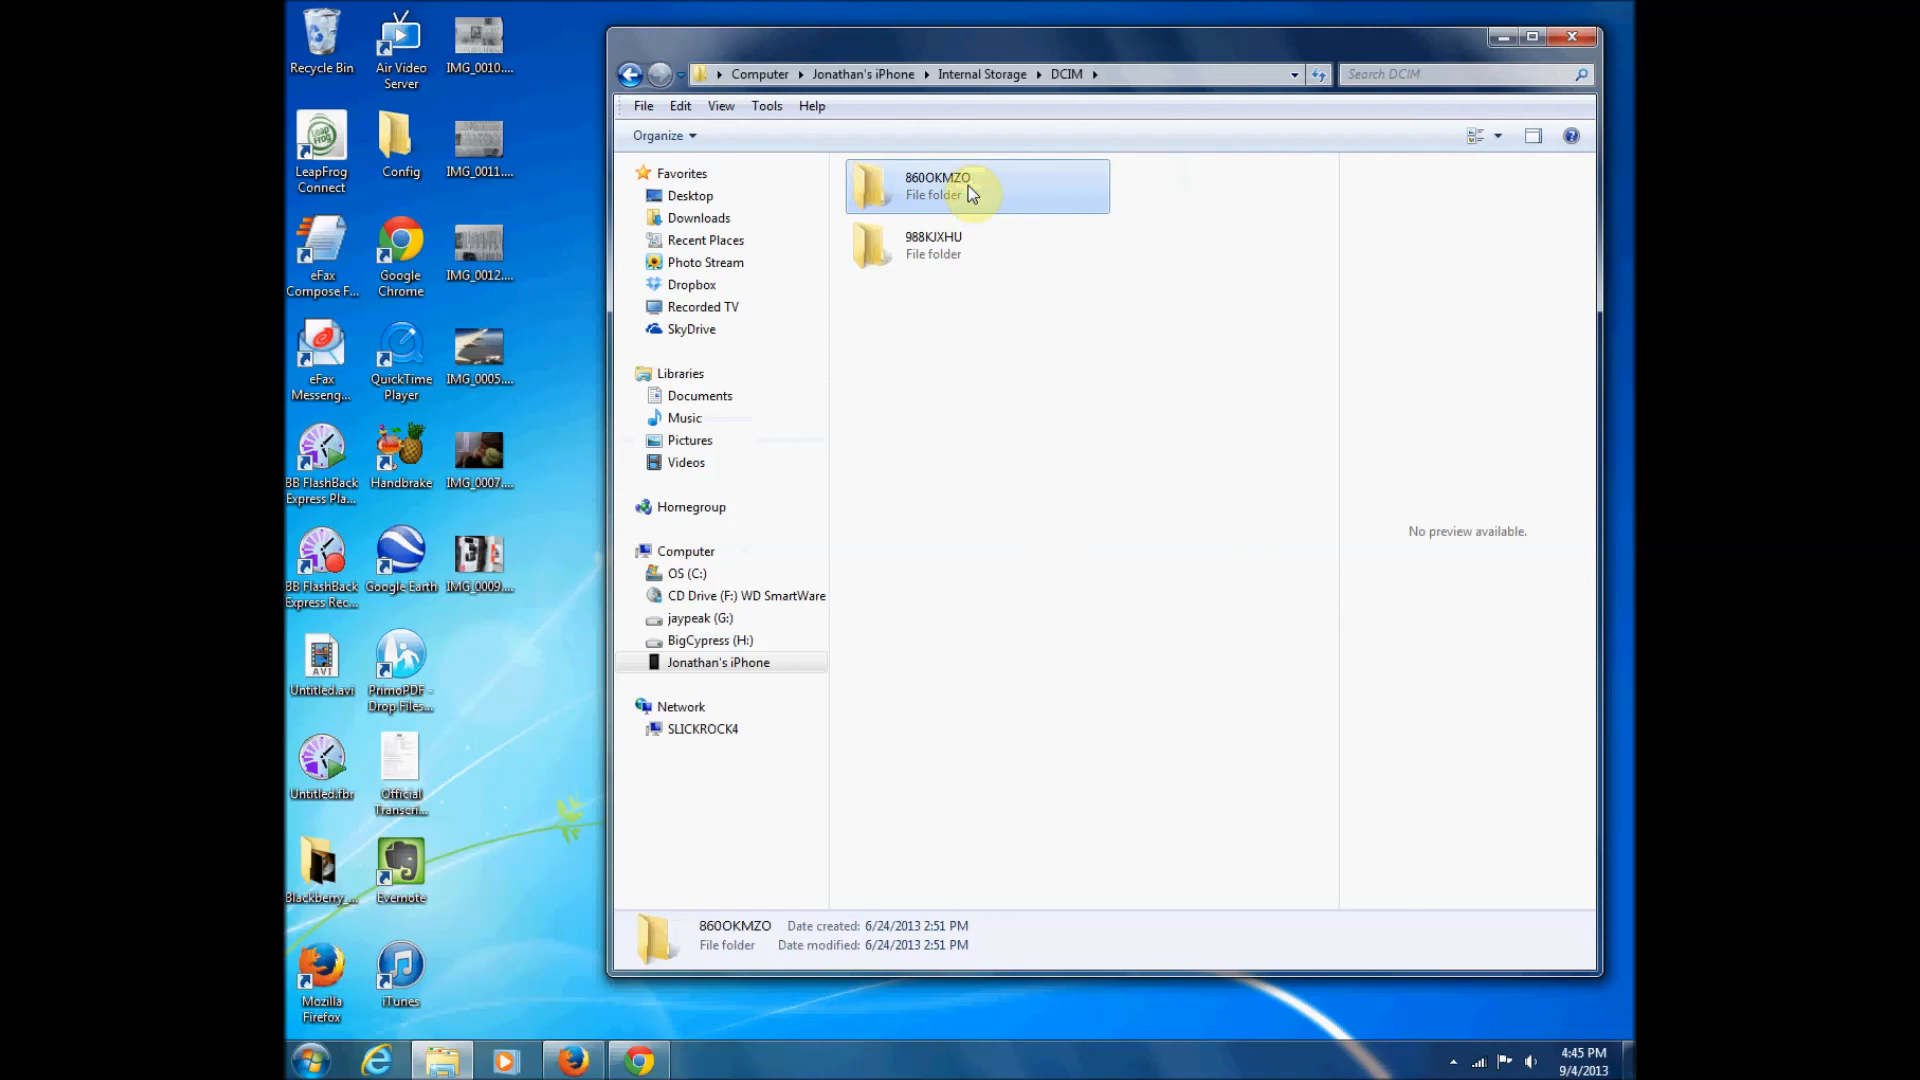 Recycle Bin
Air Video
Server
IMG_0010....
LeapFrog
Connect
Config
IMG_0011....
eFax
Compose F...
Google
Chrome
IMG_0012....
eFax
Messeng...
QuickTime
Player
IMG_0005....
BB FlashBack
Express Pla...
Handbrake
IMG_0007....
BB FlashBack
Express Rec...
Google Earth
IMG_0009....
AVI
Untitled.avi
PrimoPDF -
Drop Files...
Untitled.fbr
Official
Transcri...
Blackberry_...
Evernote
Mozilla
Firefox
iTunes
Computer
Jonathan's iPhone
Internal Storage
DCIM
Search DCIM
File Edit View Tools Help
Organize
Favorites
Desktop
Downloads
Recent Places
Photo Stream
Dropbox
Recorded TV
SkyDrive
Libraries
Documents
Music
Pictures
Videos
Homegroup
Computer
OS (C:)
CD Drive (F:) WD SmartWare
jaypeak (G:)
BigCypress (H:)
Jonathan's iPhone
Network
SLICKROCK4
860OKMZO
File folder
988KJXHU
File folder
No preview available.
860OKMZO Date created: 6/24/2013 2:51 PM
File folder Date modified: 6/24/2013 2:51 PM
4:45 PM
9/4/2013